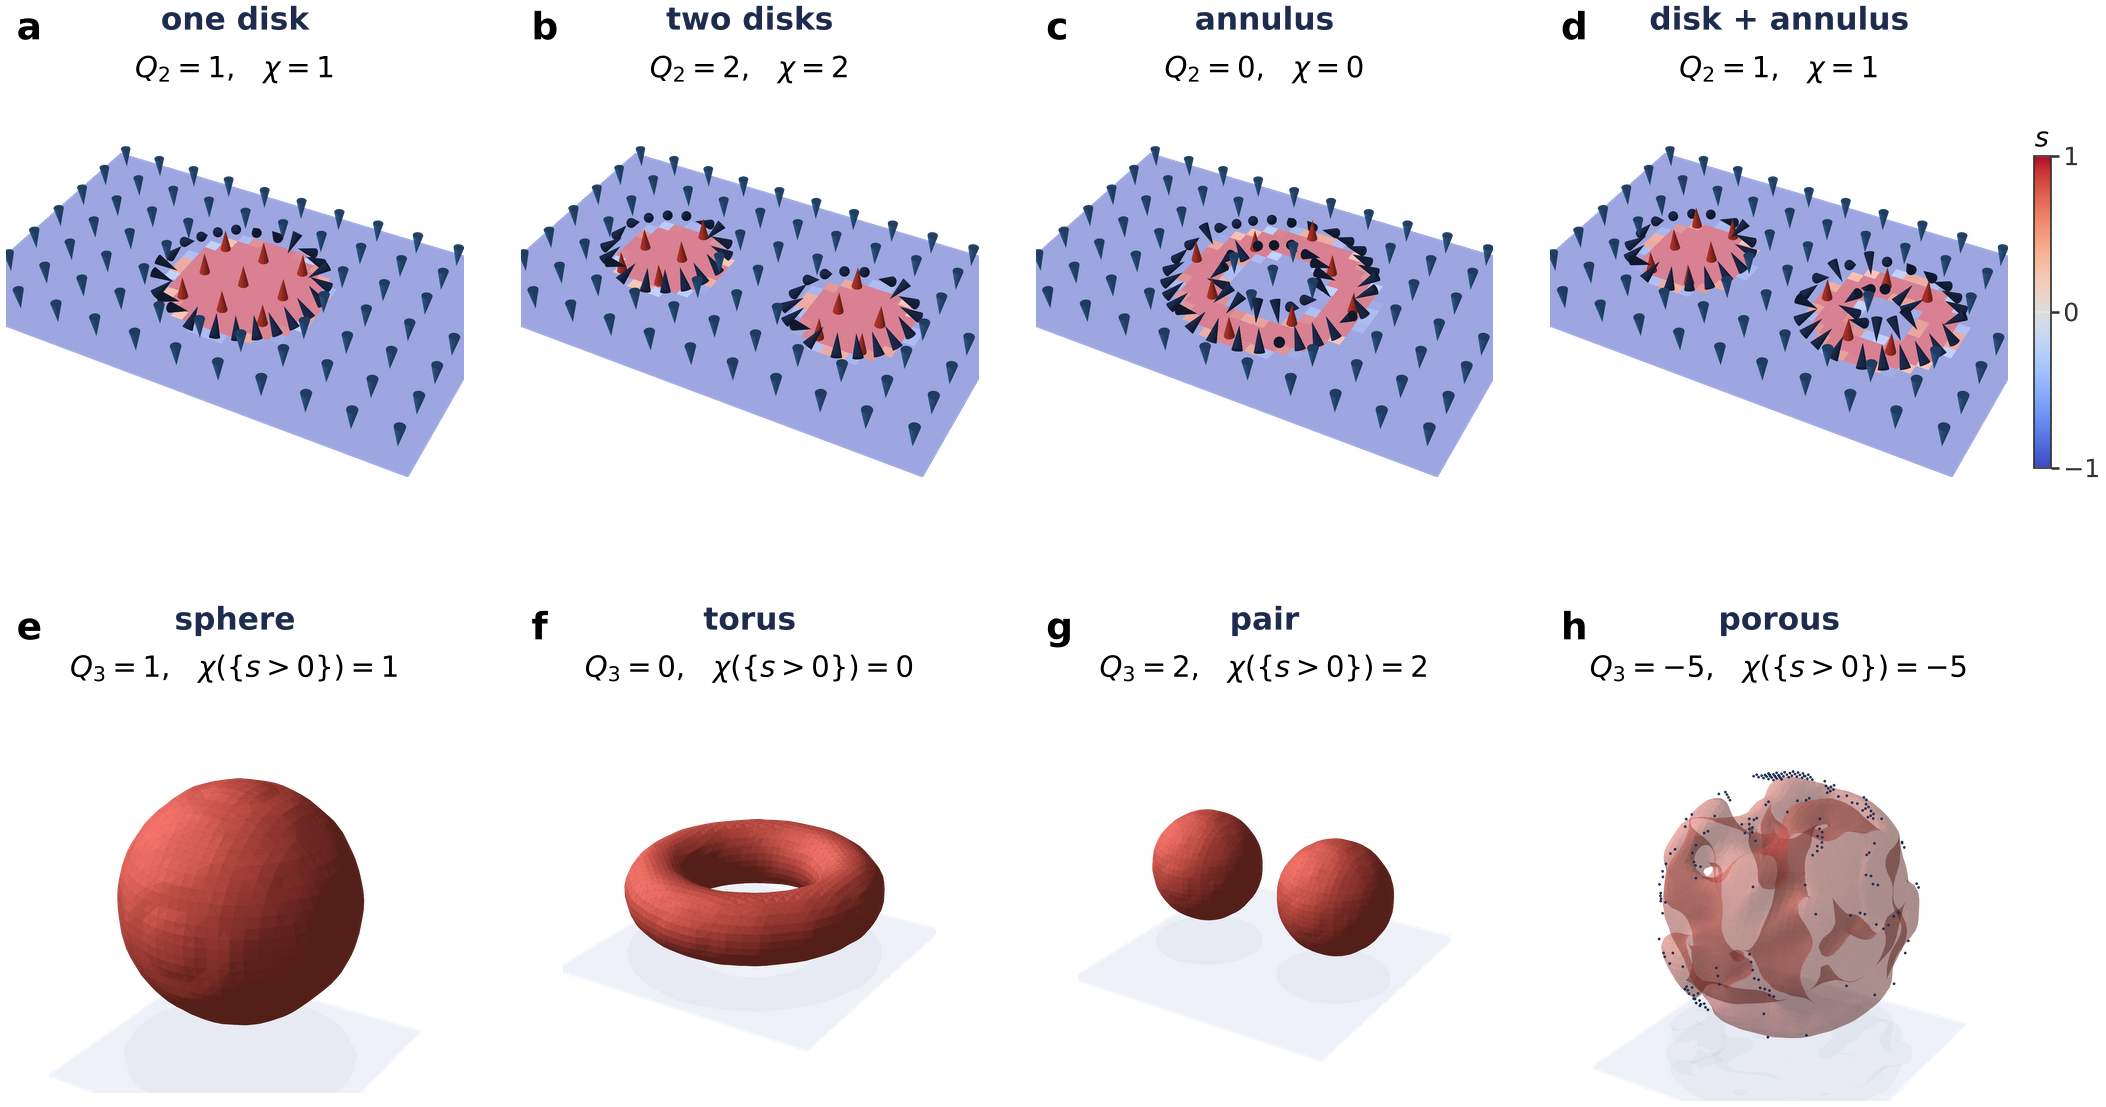 a one disk
Q₂ = 1, χ = 1
b two disks
Q₂ = 2, χ = 2
c annulus
Q₂ = 0, χ = 0
d disk + annulus
Q₂ = 1, χ = 1
s
1
0
−1
e sphere
Q₃ = 1, χ({s > 0}) = 1
f torus
Q₃ = 0, χ({s > 0}) = 0
g pair
Q₃ = 2, χ({s > 0}) = 2
h porous
Q₃ = −5, χ({s > 0}) = −5